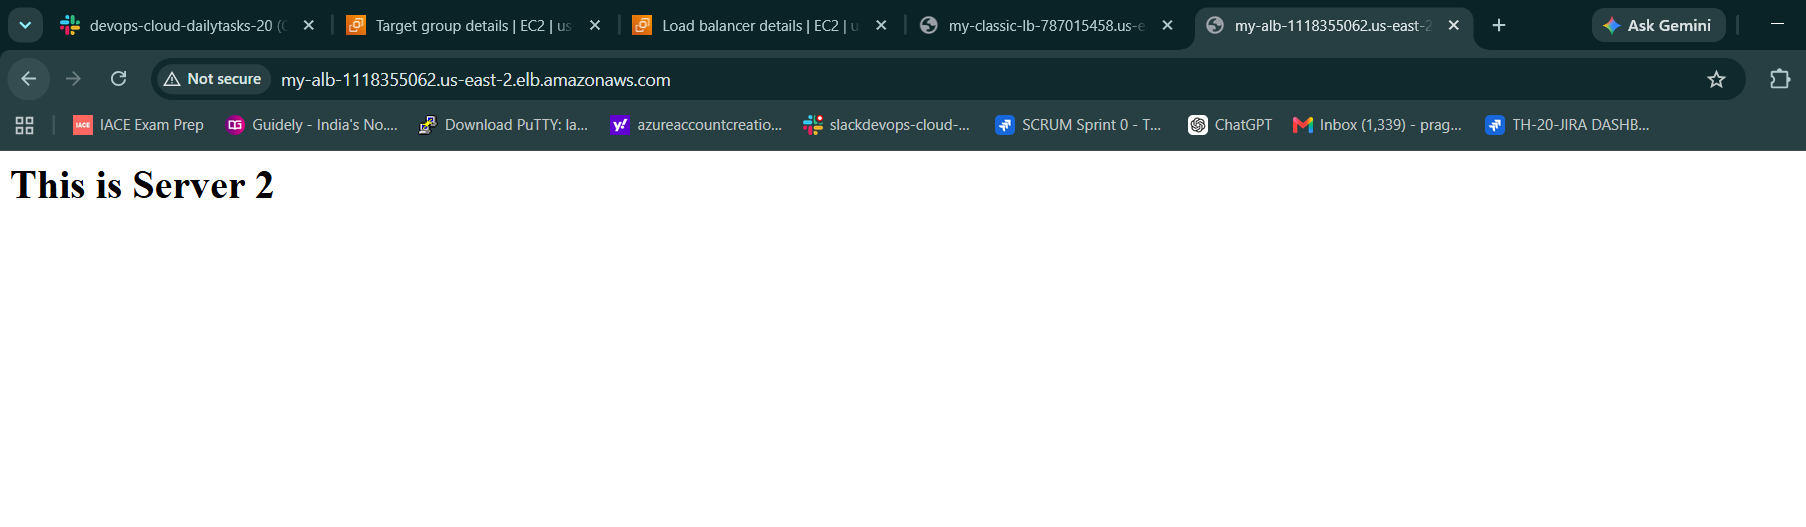 devops-cloud-dailytasks-20 (C
Target group details | EC2 | us
Load balancer details | EC2 | u
my-classic-lb-787015458.us-e
my-alb-1118355062.us-east-2
Ask Gemini
Not secure
my-alb-1118355062.us-east-2.elb.amazonaws.com
IACE IACE Exam Prep
DG Guidely - India's No....
Download PuTTY: la...
y! azureaccountcreatio...
slackdevops-cloud-...
SCRUM Sprint 0 - T...
ChatGPT
Inbox (1,339) - prag...
TH-20-JIRA DASHB...
This is Server 2